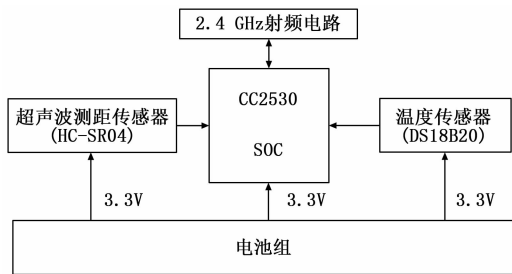 2.4 GHz射频电路
CC2530
SOC
超声波测距传感器
(HC-SR04)
温度传感器
(DS18B20)
3.3V
3.3V
3.3V
电池组